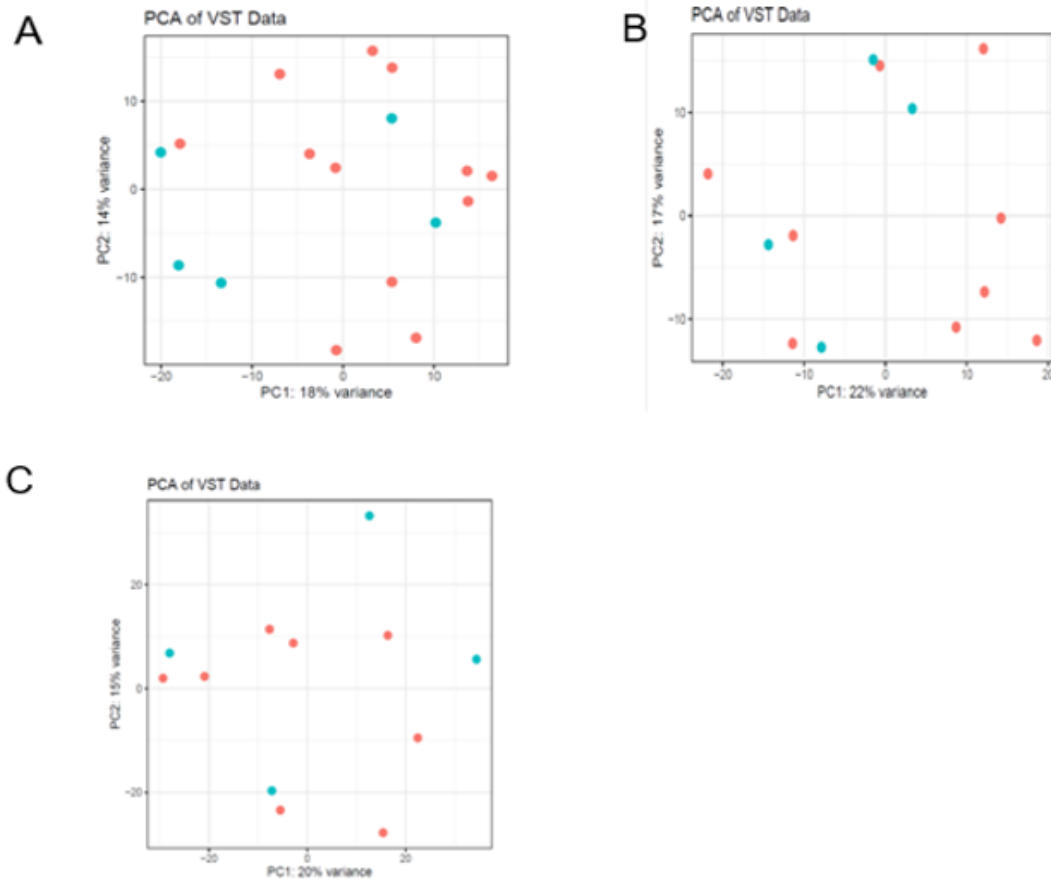 A
PCA of VST Data
10
0
−10
PC2: 14% variance
−20
−10
0
10
PC1: 18% variance
B
PCA of VST Data
10
0
−10
PC2: 17% variance
−20
−10
0
10
20
PC1: 22% variance
C
PCA of VST Data
20
0
−20
PC2: 15% variance
−20
0
20
PC1: 20% variance